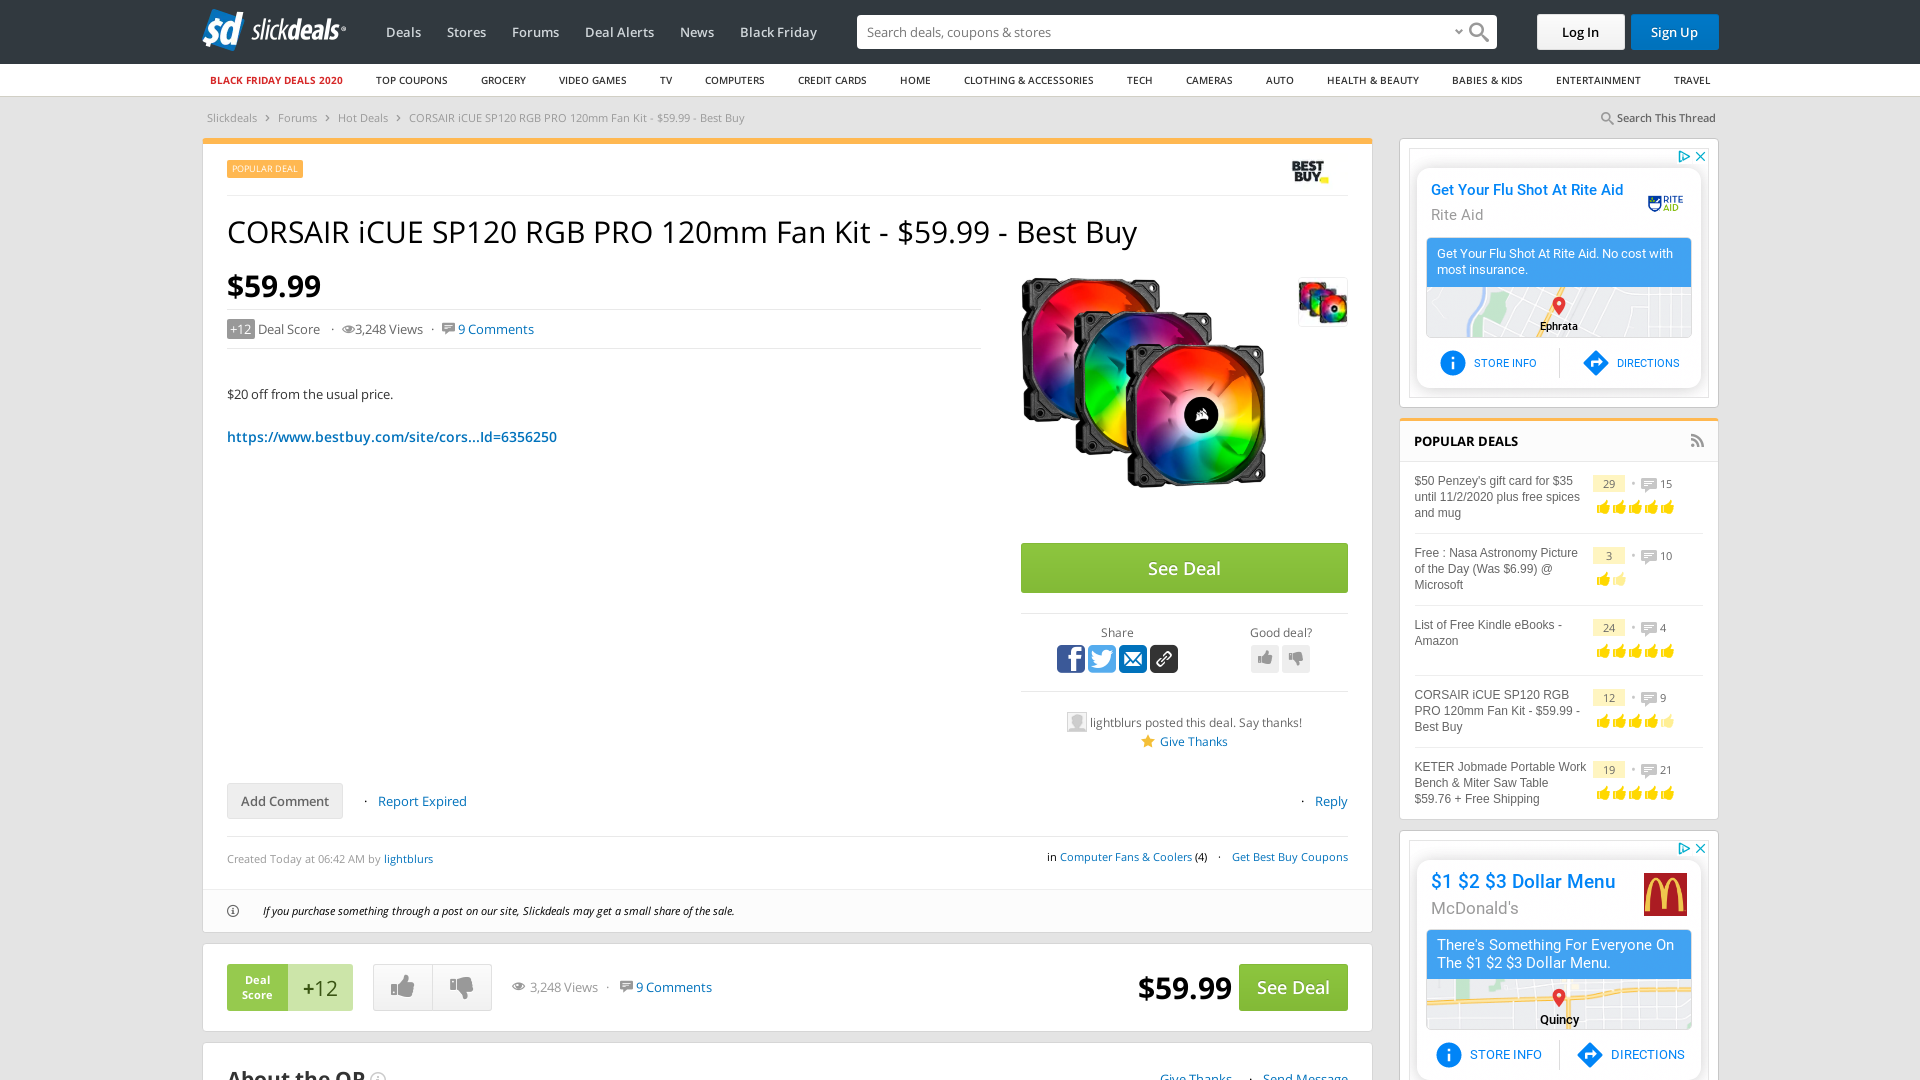 slickdeals
Deals
Stores
Forums
Deal Alerts
News
Black Friday
Search deals, coupons & stores
Log In
Sign Up
BLACK FRIDAY DEALS 2020
TOP COUPONS
GROCERY
VIDEO GAMES
TV
COMPUTERS
CREDIT CARDS
HOME
CLOTHING & ACCESSORIES
TECH
CAMERAS
AUTO
HEALTH & BEAUTY
BABIES & KIDS
ENTERTAINMENT
TRAVEL
Slickdeals › Forums › Hot Deals › CORSAIR iCUE SP120 RGB PRO 120mm Fan Kit - $59.99 - Best Buy
Search This Thread
POPULAR DEAL
BEST BUY
CORSAIR iCUE SP120 RGB PRO 120mm Fan Kit - $59.99 - Best Buy
$59.99
+12 Deal Score · 3,248 Views · 9 Comments
$20 off from the usual price.
https://www.bestbuy.com/site/cors...Id=6356250
See Deal
Share
Good deal?
lightblurs posted this deal. Say thanks!
Give Thanks
Add Comment · Report Expired
· Reply
Created Today at 06:42 AM by lightblurs
in Computer Fans & Coolers (4) · Get Best Buy Coupons
If you purchase something through a post on our site, Slickdeals may get a small share of the sale.
Deal Score
+12
3,248 Views · 9 Comments
$59.99
See Deal
About the OP
Give Thanks · Send Message
Get Your Flu Shot At Rite Aid
Rite Aid
RITE AID
Get Your Flu Shot At Rite Aid. No cost with
most insurance.
Ephrata
STORE INFO
DIRECTIONS
POPULAR DEALS
$50 Penzey's gift card for $35
until 11/2/2020 plus free spices
and mug
29 · 15
Free : Nasa Astronomy Picture
of the Day (Was $6.99) @
Microsoft
3 · 10
List of Free Kindle eBooks -
Amazon
24 · 4
CORSAIR iCUE SP120 RGB
PRO 120mm Fan Kit - $59.99 -
Best Buy
12 · 9
KETER Jobmade Portable Work
Bench & Miter Saw Table
$59.76 + Free Shipping
19 · 21
$1 $2 $3 Dollar Menu
McDonald's
There's Something For Everyone On
The $1 $2 $3 Dollar Menu.
Quincy
STORE INFO
DIRECTIONS